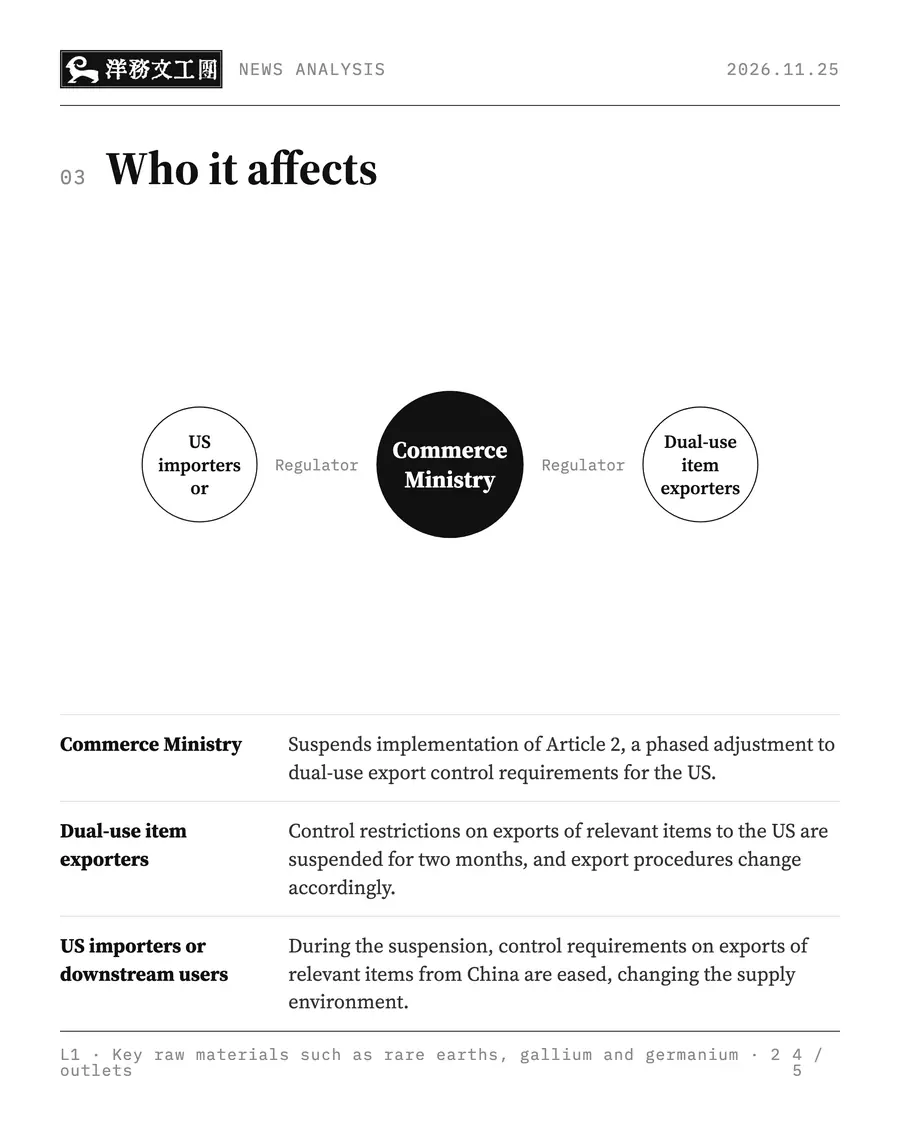 洋務文工團 NEWS ANALYSIS 2026.11.25
03 Who it affects
US
importers
or
Regulator
Commerce
Ministry
Regulator
Dual-use
item
exporters
Commerce Ministry
Suspends implementation of Article 2, a phased adjustment to
dual-use export control requirements for the US.
Dual-use item
exporters
Control restrictions on exports of relevant items to the US are
suspended for two months, and export procedures change
accordingly.
US importers or
downstream users
During the suspension, control requirements on exports of
relevant items from China are eased, changing the supply
environment.
L1 · Key raw materials such as rare earths, gallium and germanium · 2
outlets
4 /
5